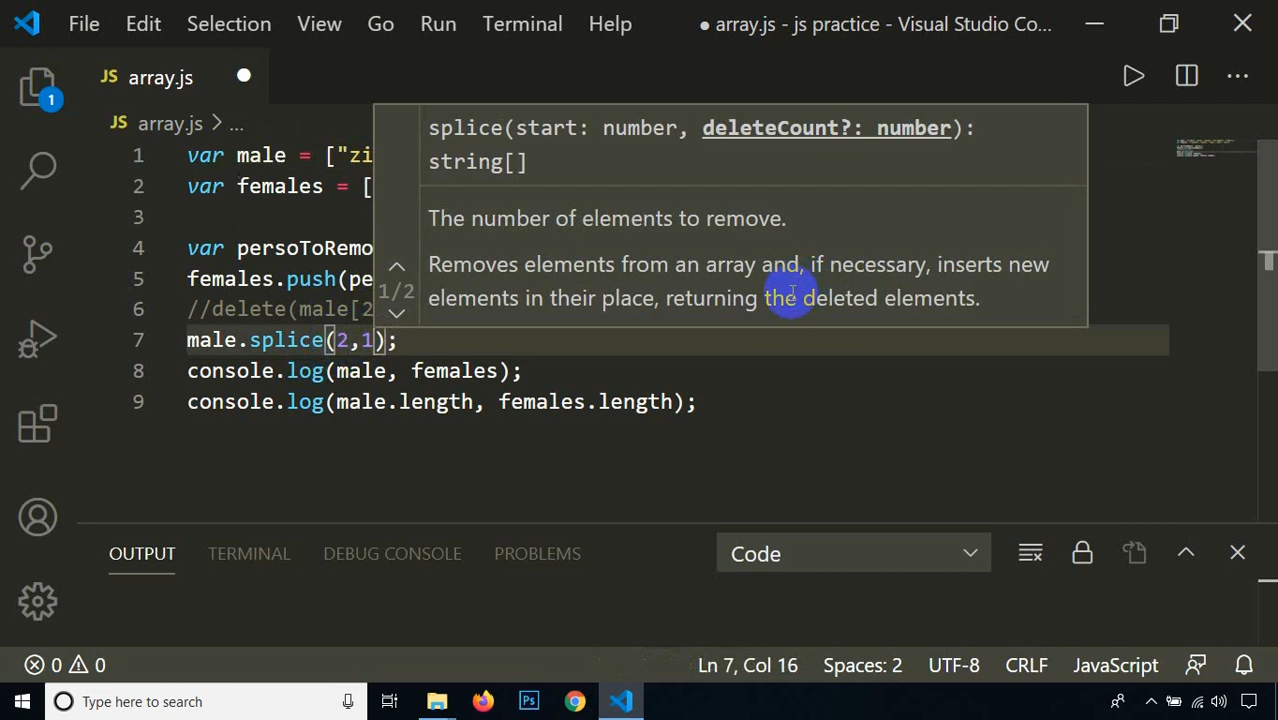 File Edit Selection View Go Run Terminal Help ● array.js - js practice - Visual Studio Co...
JS array.js
JS array.js > ...
1
splice(start: number, deleteCount?: number):
string[]
The number of elements to remove.
Removes elements from an array and, if necessary, inserts new
elements in their place, returning the deleted elements.
1/2
1 var male = ["zi
2 var females = [
3
4 var persoToRemo
5 females.push(pe
6 //delete(male[2
7 male.splice(2,1);
8 console.log(male, females);
9 console.log(male.length, females.length);
OUTPUT TERMINAL DEBUG CONSOLE PROBLEMS Code
0 0 Ln 7, Col 16 Spaces: 2 UTF-8 CRLF JavaScript
Type here to search Ps